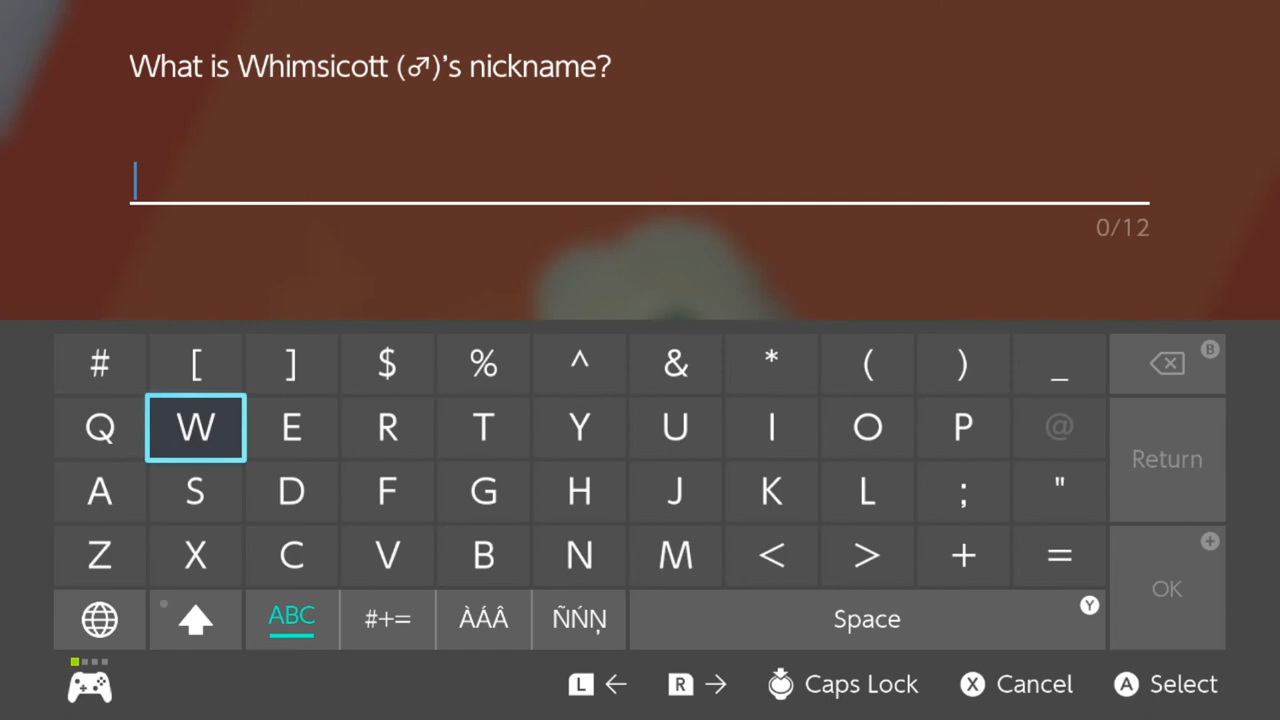 What is Whimsicott (♂)'s nickname?
0/12
# [ ] $ % ^ & * ( ) _ B
Q W E R T Y U I O P @ Return
A S D F G H J K L ; "
Z X C V B N M < > + = + OK
ABC #+= ÀÁÂ ÑŃŅ Space Y
L ← R → Caps Lock X Cancel A Select